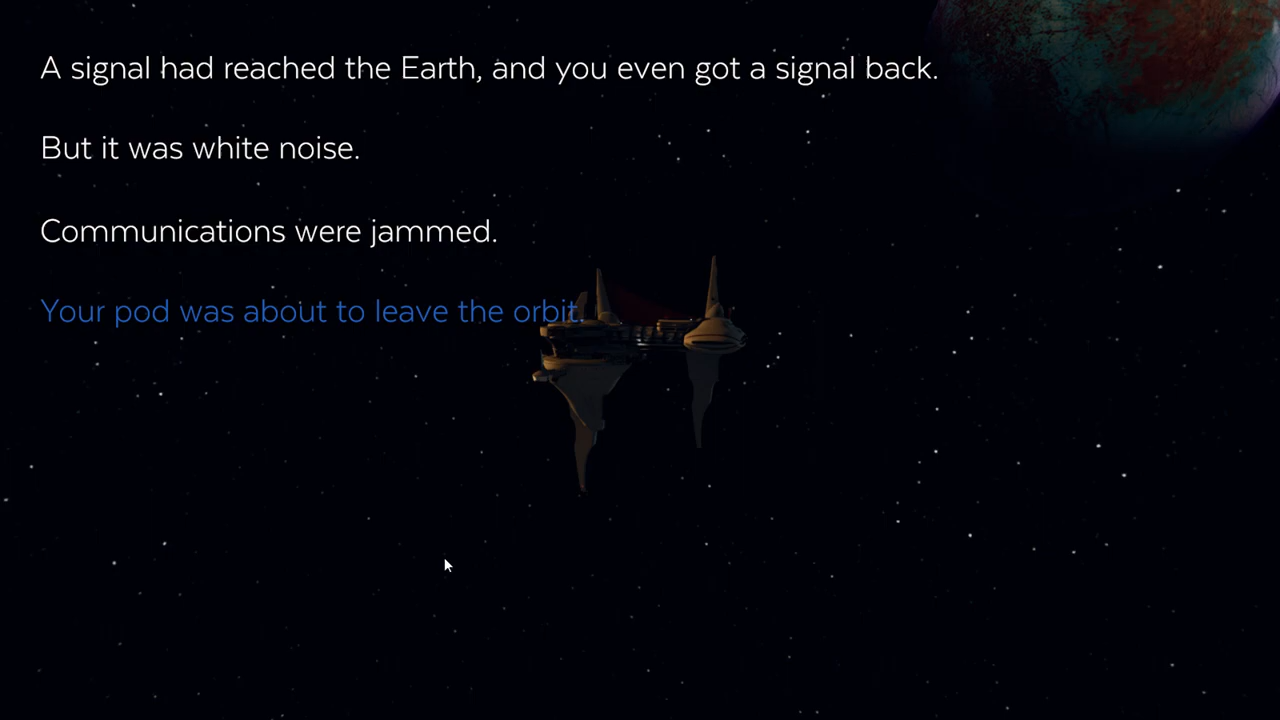 A signal had reached the Earth, and you even got a signal back.
But it was white noise.
Communications were jammed.
Your pod was about to leave the orbit.